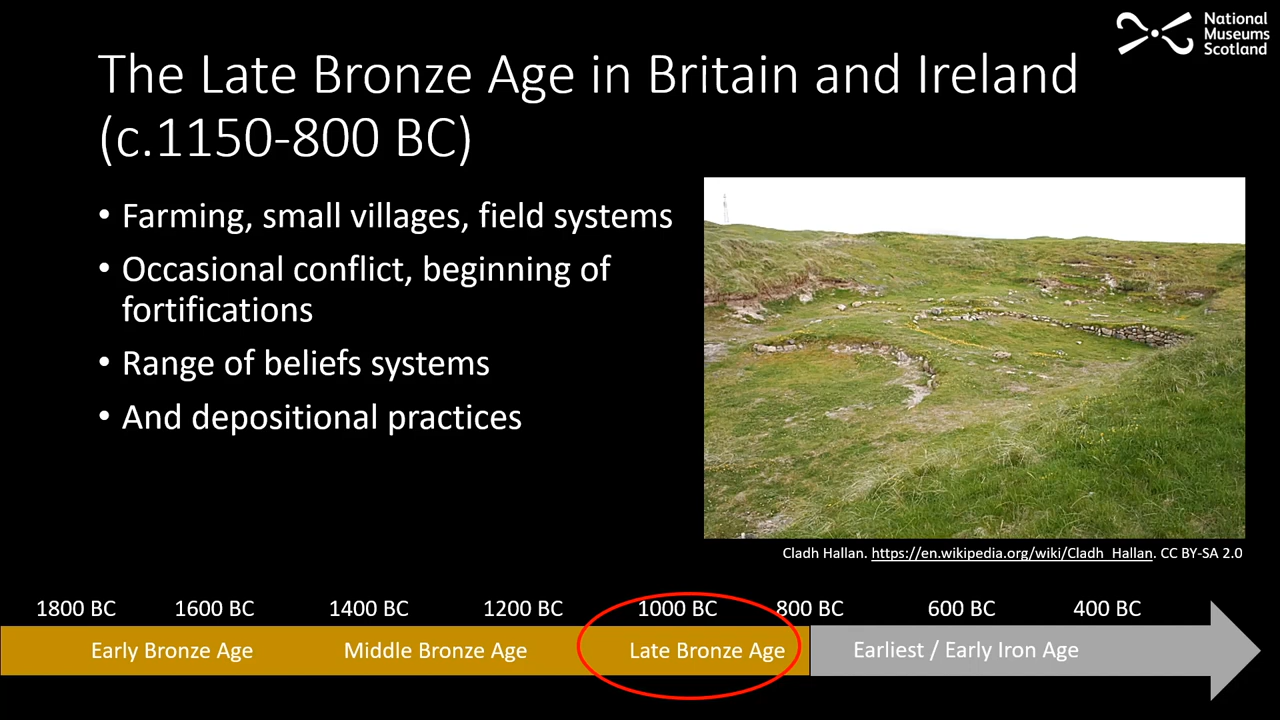 National
Museums
Scotland
The Late Bronze Age in Britain and Ireland
(c.1150-800 BC)
• Farming, small villages, field systems
• Occasional conflict, beginning of
fortifications
• Range of beliefs systems
• And depositional practices
Cladh Hallan. https://en.wikipedia.org/wiki/Cladh_Hallan. CC BY-SA 2.0
1800 BC 1600 BC 1400 BC 1200 BC 1000 BC 800 BC 600 BC 400 BC
Early Bronze Age Middle Bronze Age Late Bronze Age Earliest / Early Iron Age